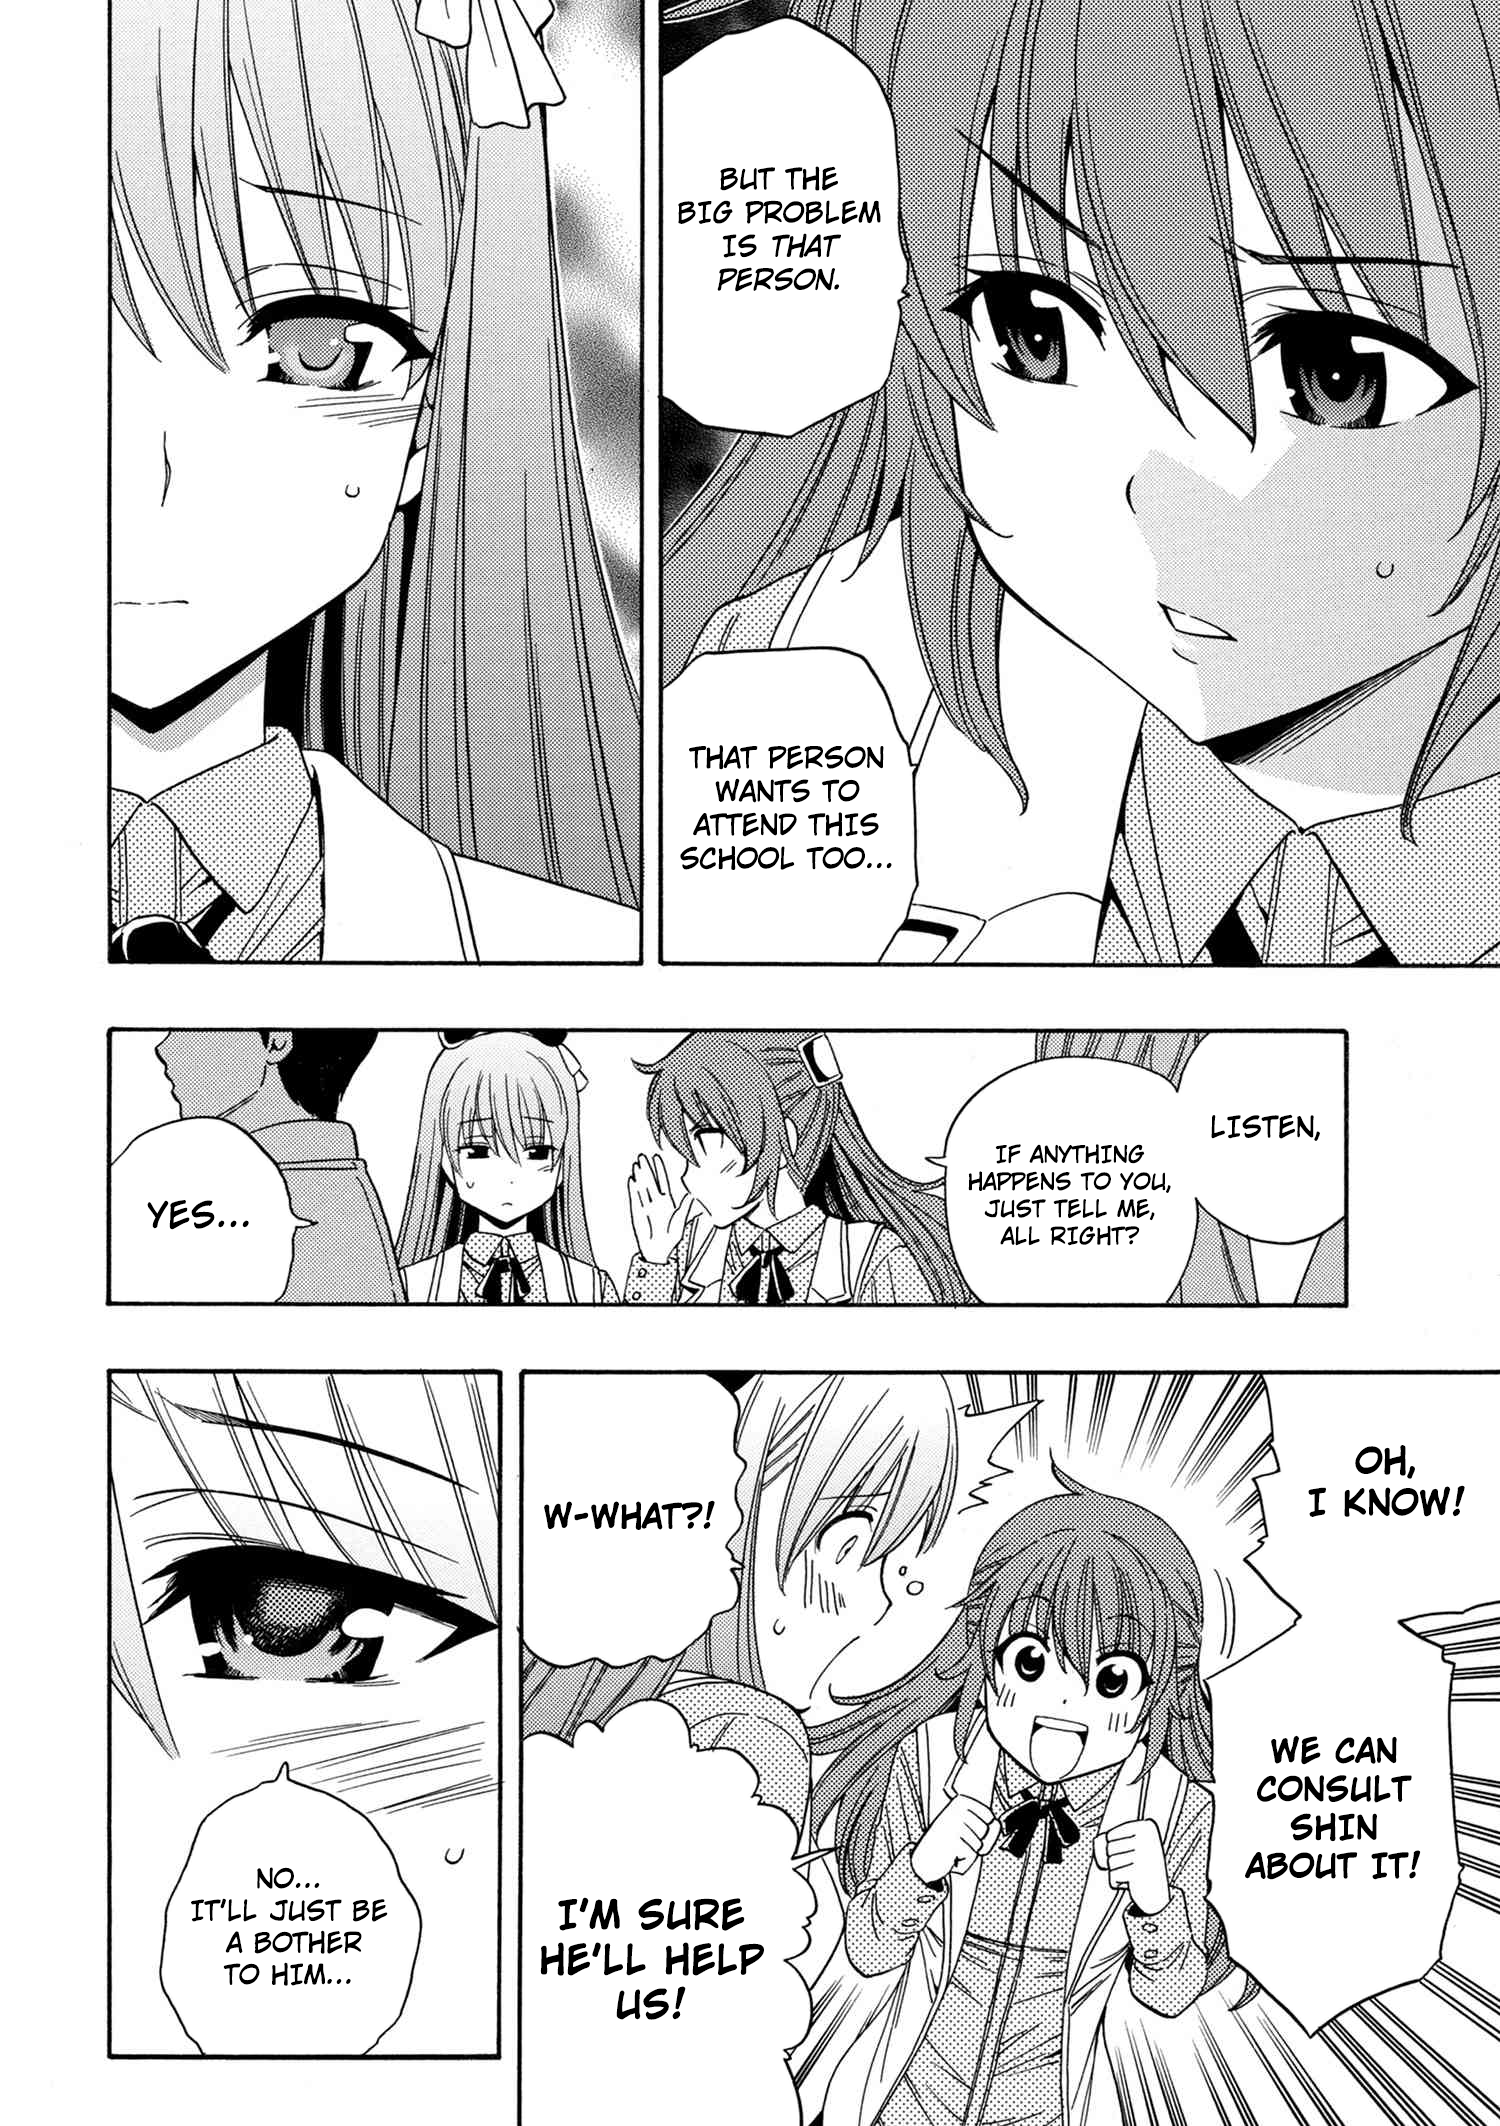 BUT THE
BIG PROBLEM
IS THAT
PERSON.
THAT PERSON
WANTS TO
ATTEND THIS
SCHOOL TOO...
LISTEN,
IF ANYTHING
HAPPENS TO YOU,
JUST TELL ME,
ALL RIGHT?
YES...
OH,
I KNOW!
WE CAN
CONSULT
SHIN
ABOUT IT!
W-WHAT?!
I'M SURE
HE'LL HELP
US!
NO...
IT'LL JUST BE
A BOTHER
TO HIM...